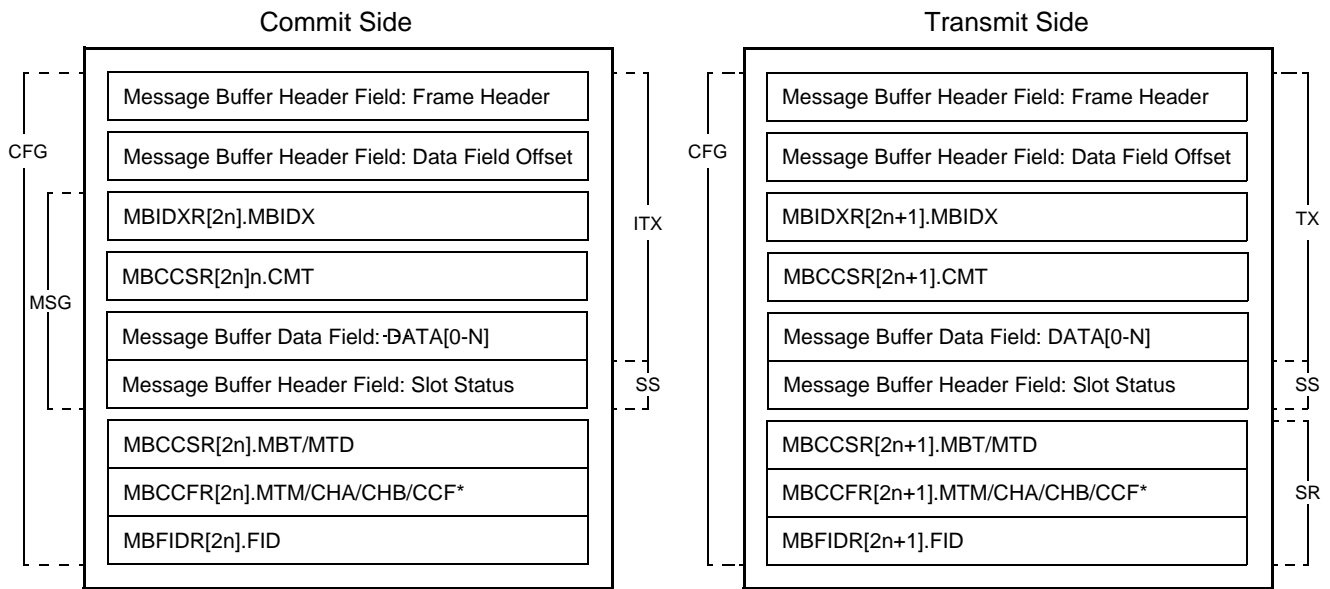 Commit Side
CFG
MSG
Message Buffer Header Field: Frame Header
Message Buffer Header Field: Data Field Offset
MBIDXR[2n].MBIDX
MBCCSR[2n]n.CMT
Message Buffer Data Field: DATA[0-N]
Message Buffer Header Field: Slot Status
MBCCSR[2n].MBT/MTD
MBCCFR[2n].MTM/CHA/CHB/CCF*
MBFIDR[2n].FID
ITX
SS
Transmit Side
CFG
Message Buffer Header Field: Frame Header
Message Buffer Header Field: Data Field Offset
MBIDXR[2n+1].MBIDX
MBCCSR[2n+1].CMT
Message Buffer Data Field: DATA[0-N]
Message Buffer Header Field: Slot Status
MBCCSR[2n+1].MBT/MTD
MBCCFR[2n+1].MTM/CHA/CHB/CCF*
MBFIDR[2n+1].FID
TX
SS
SR